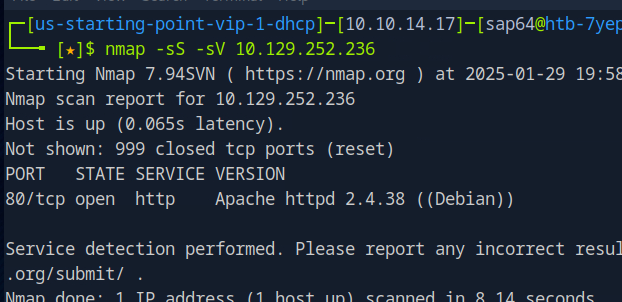 [us-starting-point-vip-1-dhcp]─[10.10.14.17]─[sap64@htb-7yep
[★]$ nmap -sS -sV 10.129.252.236
Starting Nmap 7.94SVN ( https://nmap.org ) at 2025-01-29 19:58
Nmap scan report for 10.129.252.236
Host is up (0.065s latency).
Not shown: 999 closed tcp ports (reset)
PORT   STATE SERVICE VERSION
80/tcp open  http    Apache httpd 2.4.38 ((Debian))
Service detection performed. Please report any incorrect resul
.org/submit/ .
Nmap done: 1 IP address (1 host up) scanned in 8.14 seconds